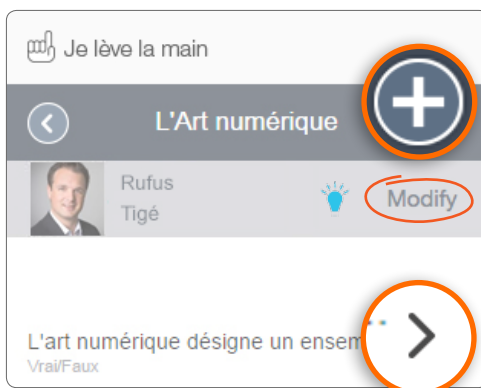 Je lève la main
L'Art numérique
Rufus
Tigé
Modify
L'art numérique désigne un ensem
Vrai/Faux